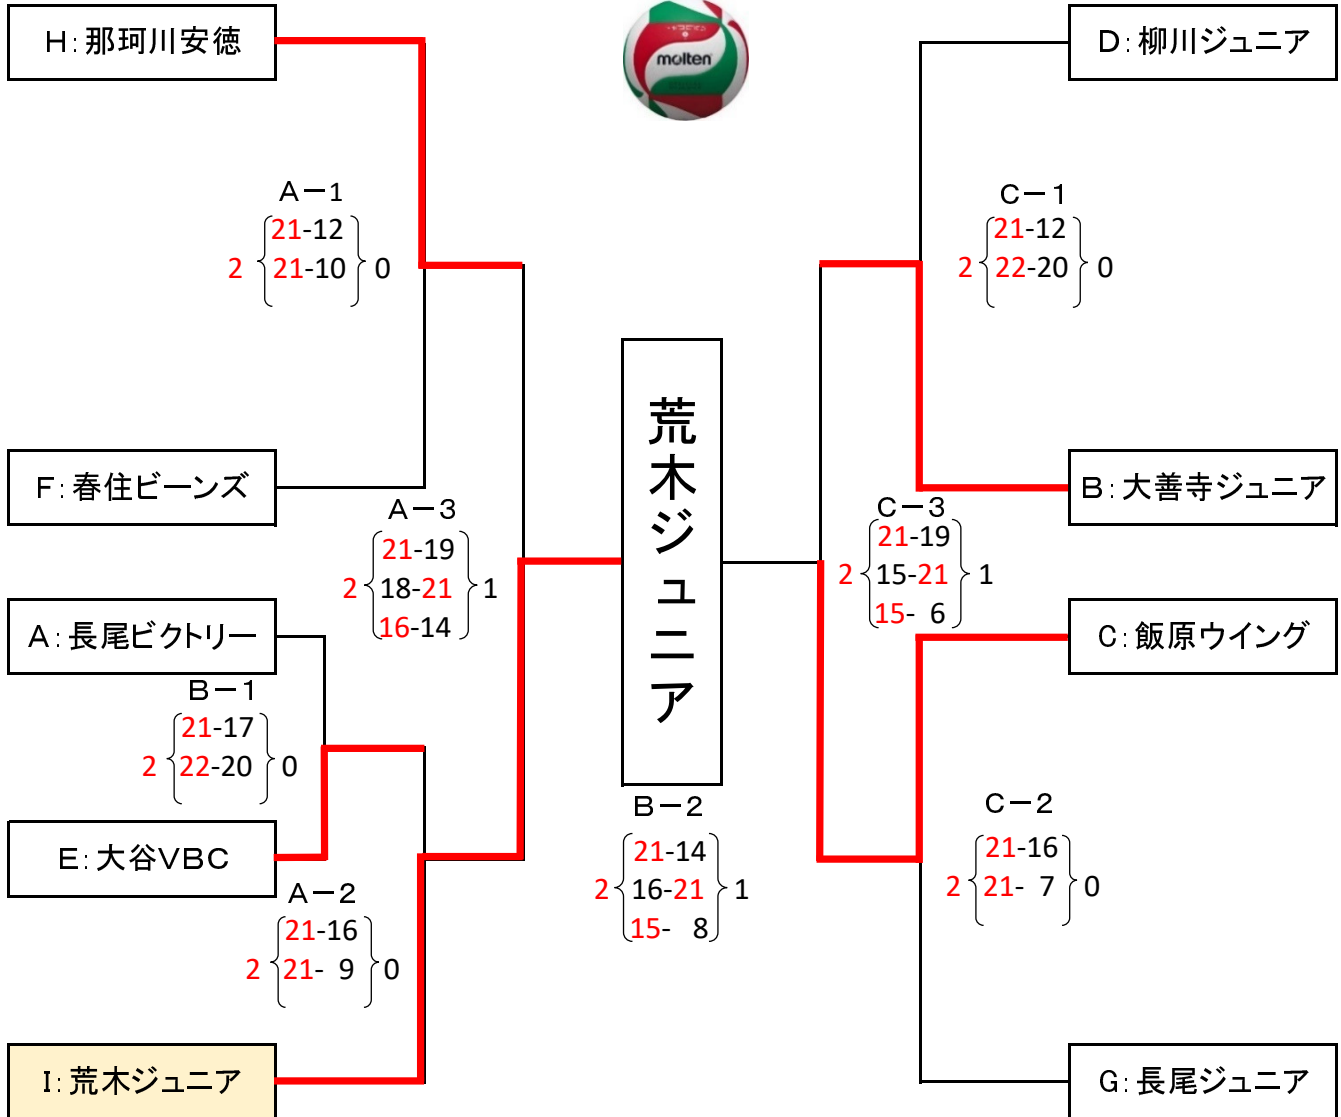 H:那珂川安徳
molten
D:柳川ジュニア
A－1
21-12
2 21-10 0
C－1
21-12
2 22-20 0
荒木ジュニア
F:春住ビーンズ
B:大善寺ジュニア
A－3
21-19
2 18-21 1
16-14
C－3
21-19
2 15-21 1
15- 6
A:長尾ビクトリー
C:飯原ウイング
B－1
21-17
2 22-20 0
E:大谷VBC
B－2
21-14
2 16-21 1
15- 8
C－2
21-16
2 21- 7 0
A－2
21-16
2 21- 9 0
I:荒木ジュニア
G:長尾ジュニア